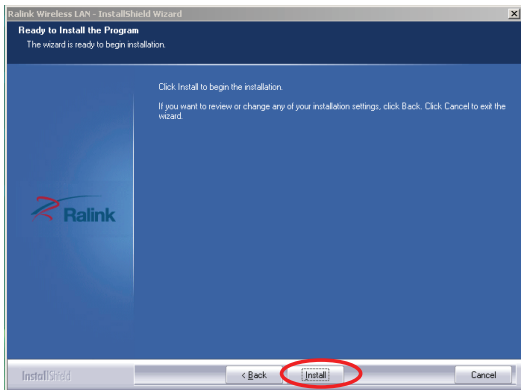 Ralink Wireless LAN - InstallShield Wizard
Ready to Install the Program
The wizard is ready to begin installation.
Click Install to begin the installation.
If you want to review or change any of your installation settings, click Back. Click Cancel to exit the
wizard.
Ralink
InstallShield
< Back
Install
Cancel